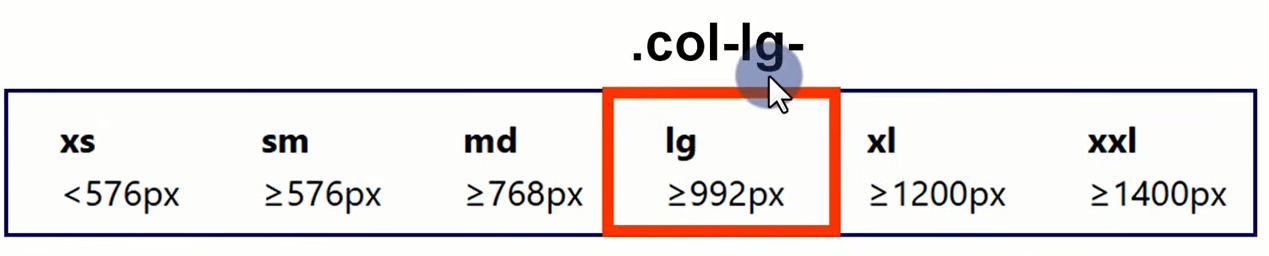 .col-lg-
xs sm md lg xl xxl
<576px ≥576px ≥768px ≥992px ≥1200px ≥1400px